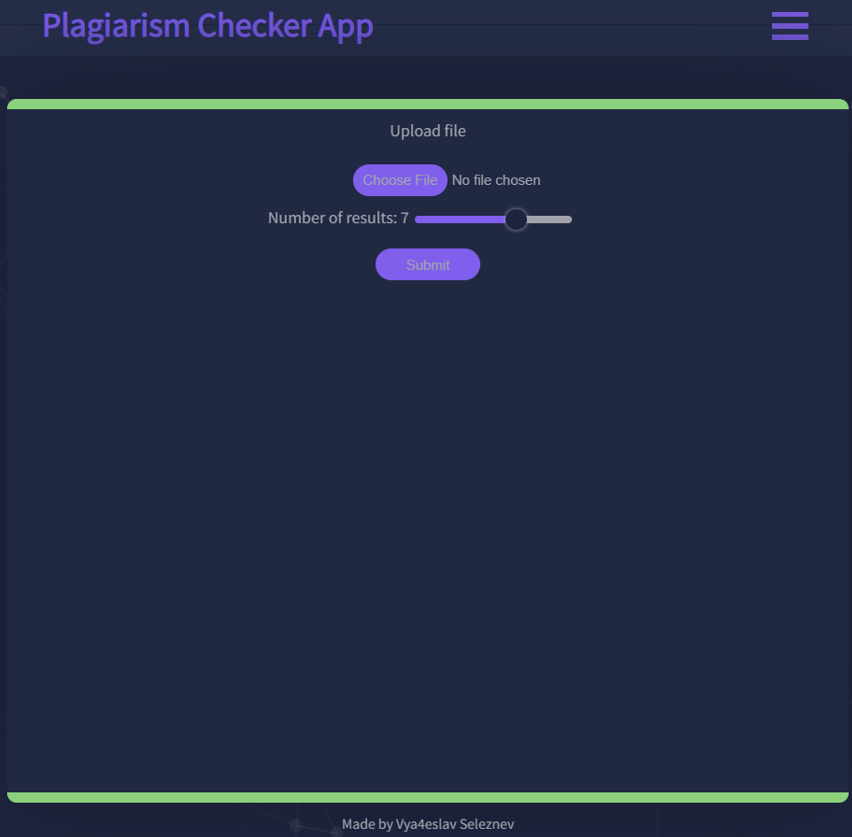 Plagiarism Checker App
Upload file
Choose File No file chosen
Number of results: 7
Submit
Made by Vya4eslav Seleznev